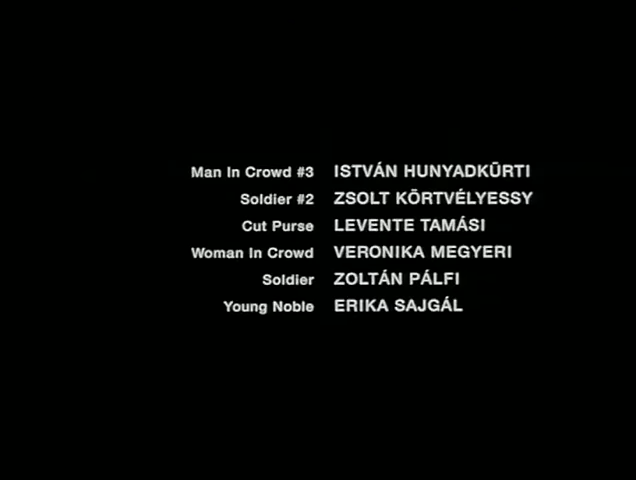 Man In Crowd #3 ISTVÁN HUNYADKÜRTI
Soldier #2 ZSOLT KÖRTVÉLYESSY
Cut Purse LEVENTE TAMÁSI
Woman In Crowd VERONIKA MEGYERI
Soldier ZOLTÁN PÁLFI
Young Noble ERIKA SAJGÁL